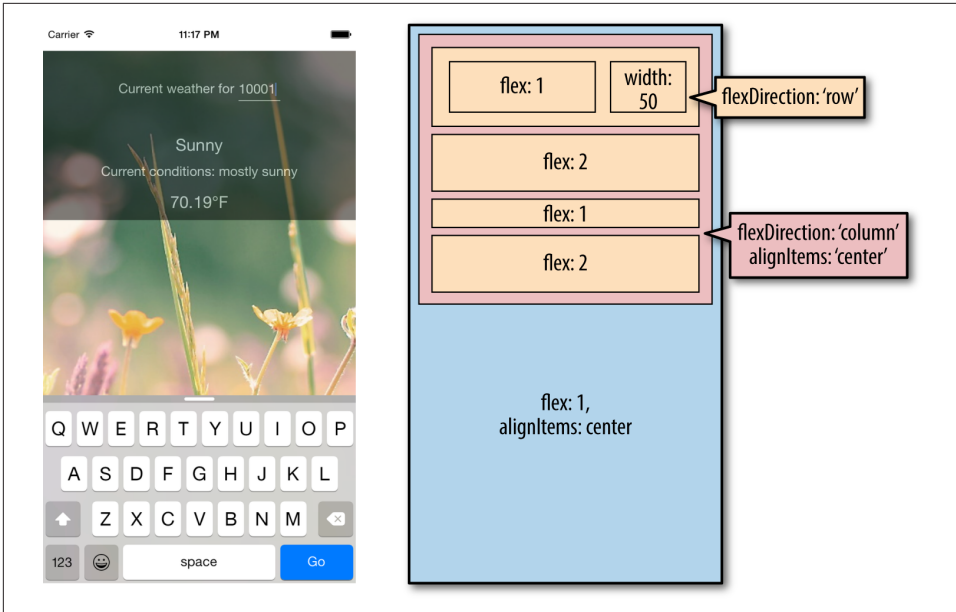 Carrier
11:17 PM
Current weather for 10001
Sunny
Current conditions: mostly sunny
70.19°F
Q W E R T Y U I O P
A S D F G H J K L
Z X C V B N M
123
space
Go
flex: 1
width:
50
flexDirection: ‘row’
flex: 2
flex: 1
flex: 2
flexDirection: ‘column’
alignItems: ‘center’
flex: 1,
alignItems: center